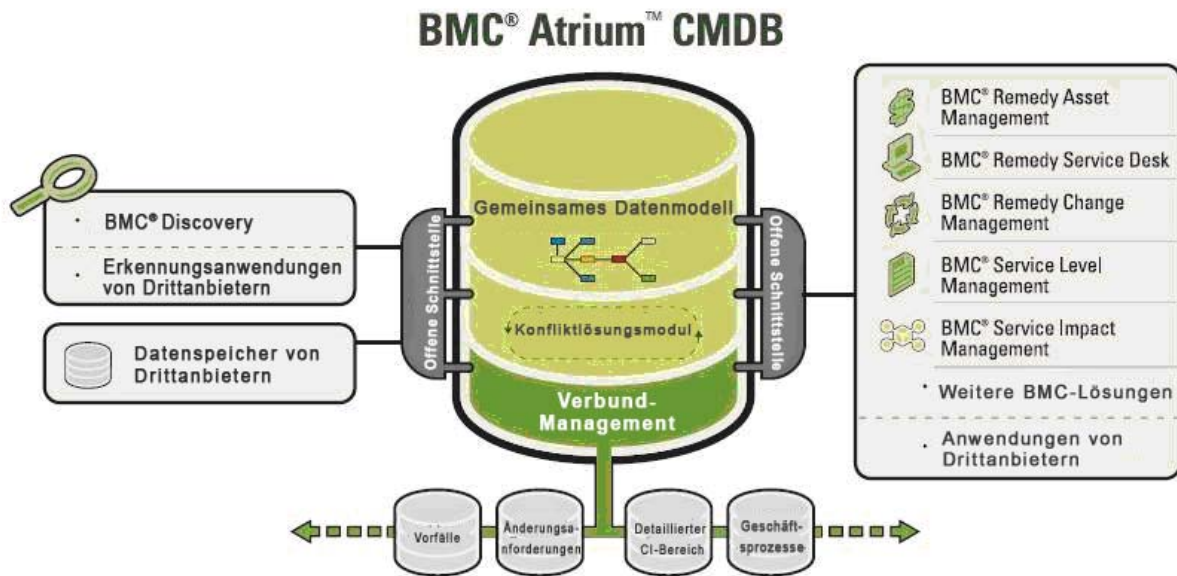 BMC® Atrium™ CMDB
· BMC® Discovery
· Erkennungsanwendungen
von Drittanbietern
Datenspeicher von
Drittanbietern
Offene Schnittstelle
Gemeinsames Datenmodell
Konfliktlösungsmodul
Verbund-
Management
Offene Schnittstelle
BMC® Remedy Asset
Management
BMC® Remedy Service Desk
BMC® Remedy Change
Management
BMC® Service Level
Management
BMC® Service Impact
Management
· Weitere BMC-Lösungen
· Anwendungen von
Drittanbietern
Vorfälle
Änderungsa-
nforderungen
Detaillierter
CI-Bereich
Geschäft-
sprozesse